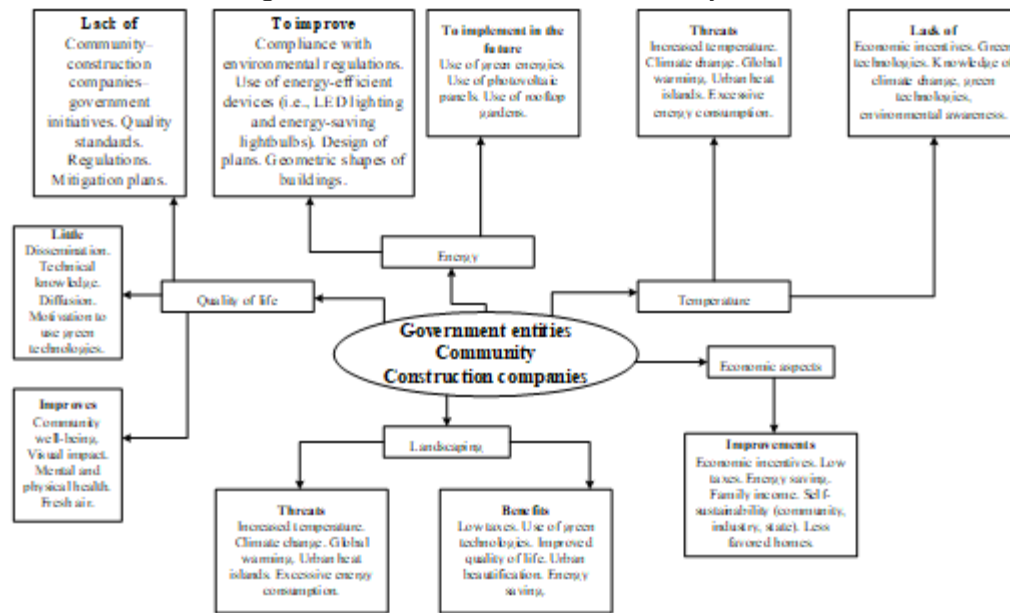 Lack of
Community–
construction
companies–
government
initiatives. Quality
standards.
Regulations.
Mitigation plans.
To improve
Compliance with
environmental regulations.
Use of energy-efficient
devices (i.e., LED lighting
and energy-saving
lightbulbs). Design of
plans. Geometric shapes of
buildings.
To implement in the
future
Use of green energies.
Use of photovoltaic
panels. Use of rooftop
gardens.
Threats
Increased temperature.
Climate change. Global
warming, Urban heat
islands. Excessive
energy consumption.
Lack of
Economic incentives. Green
technologies. Knowledge of
climate change, green
technologies,
environmental awareness.
Little
Dissemination.
Technical
knowledge.
Diffusion.
Motivation to
use green
technologies.
Quality of life
Energy
Temperature
Government entities
Community
Construction companies
Economic aspects
Improves
Community
well-being,
Visual impact.
Mental and
physical health.
Fresh air.
Landscaping
Improvements
Economic incentives. Low
taxes. Energy saving,
Family income. Self-
sustainability (community,
industry, state). Less
favored homes.
Threats
Increased temperature.
Climate change. Global
warming, Urban heat
islands. Excessive energy
consumption.
Benefits
Low taxes. Use of green
technologies. Improved
quality of life. Urban
beautification. Energy
saving,